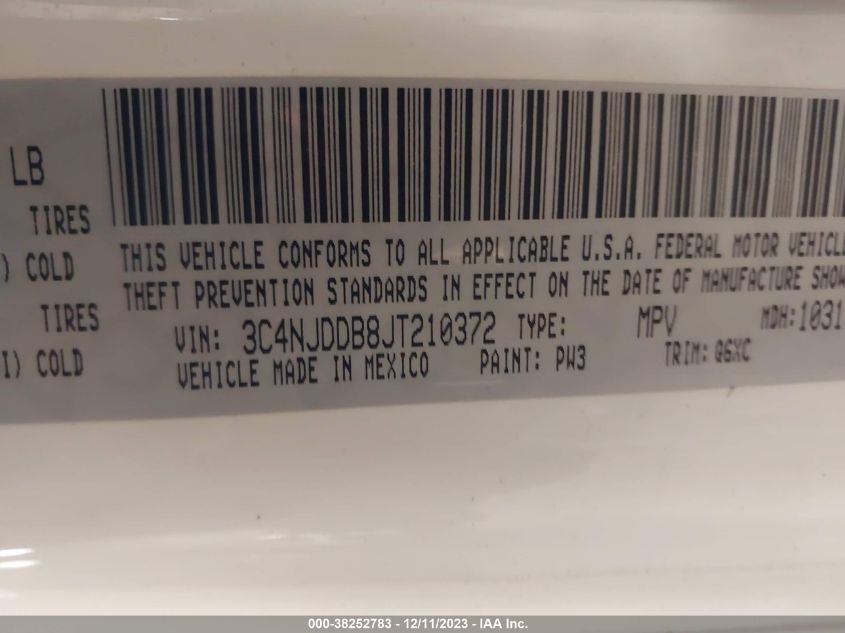 LB
TIRES
) COLD
TIRES
I) COLD
THIS VEHICLE CONFORMS TO ALL APPLICABLE U.S.A. FEDERAL MOTOR VEHICLE
THEFT PREVENTION STANDARDS IN EFFECT ON THE DATE OF MANUFACTURE SHOW
VIN: 3C4NJDDB8JT210372 TYPE: MPV MDH:1031
VEHICLE MADE IN MEXICO PAINT: PW3 TRIM: Q6XC
000-38252783 - 12/11/2023 - IAA Inc.